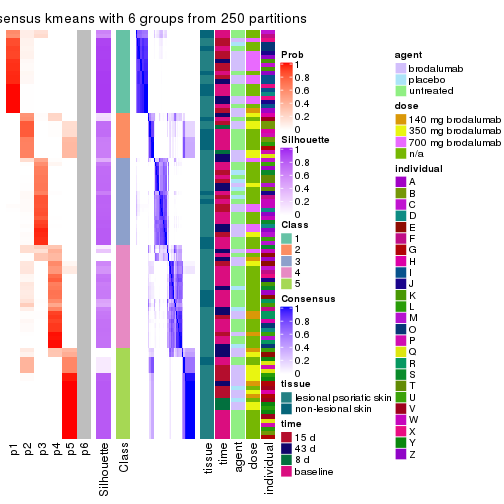 sensus kmeans with 6 groups from 250 partitions
p1
p2
p3
p4
p5
p6
Silhouette
Class
tissue
time
agent
dose
individual
Prob
1
0.8
0.6
0.4
0.2
0
Silhouette
1
0.8
0.6
0.4
0.2
0
Class
1
2
3
4
5
Consensus
1
0.8
0.6
0.4
0.2
0
tissue
lesional psoriatic skin
non-lesional skin
time
15 d
43 d
8 d
baseline
agent
brodalumab
placebo
untreated
dose
140 mg brodalumab
350 mg brodalumab
700 mg brodalumab
n/a
individual
A
B
C
D
E
F
G
H
I
J
K
L
M
O
P
Q
R
S
T
U
V
W
X
Y
Z